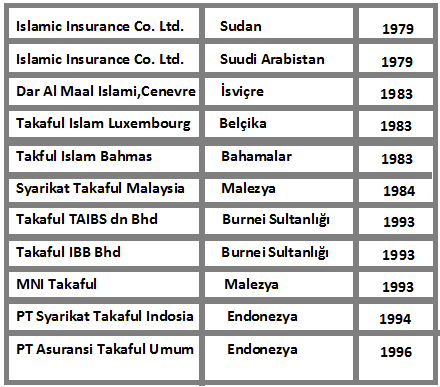 Islamic Insurance Co. Ltd. Sudan 1979
Islamic Insurance Co. Ltd. Suudi Arabistan 1979
Dar Al Maal Islami,Cenevre İsviçre 1983
Takaful Islam Luxembourg Belçika 1983
Takful Islam Bahmas Bahamalar 1983
Syarikat Takaful Malaysia Malezya 1984
Takaful TAIBS dn Bhd Burnei Sultanlığı 1993
Takaful IBB Bhd Burnei Sultanlığı 1993
MNI Takaful Malezya 1993
PT Syarikat Takaful Indosia Endonezya 1994
PT Asuransi Takaful Umum Endonezya 1996